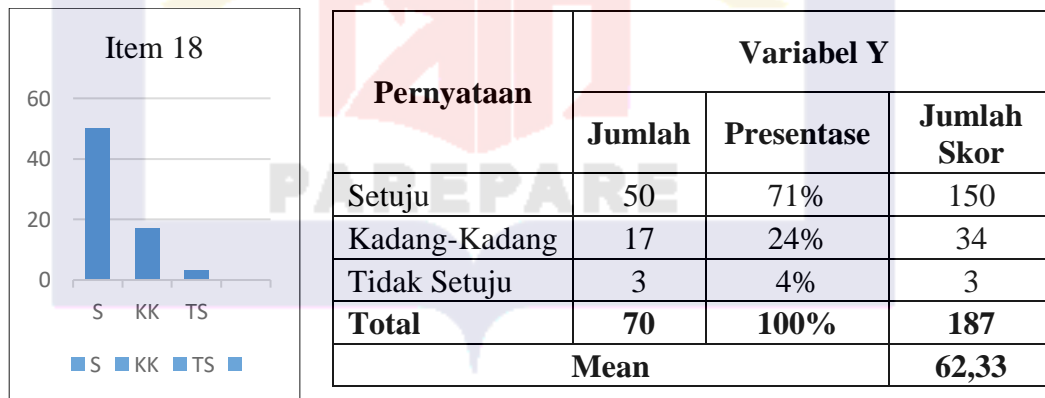 Item 18
60
40
20
0
S KK TS
S KK TS
Pernyataan
Variabel Y
Jumlah Presentase Jumlah Skor
Setuju 50 71% 150
Kadang-Kadang 17 24% 34
Tidak Setuju 3 4% 3
Total 70 100% 187
Mean 62,33
PAREPARE